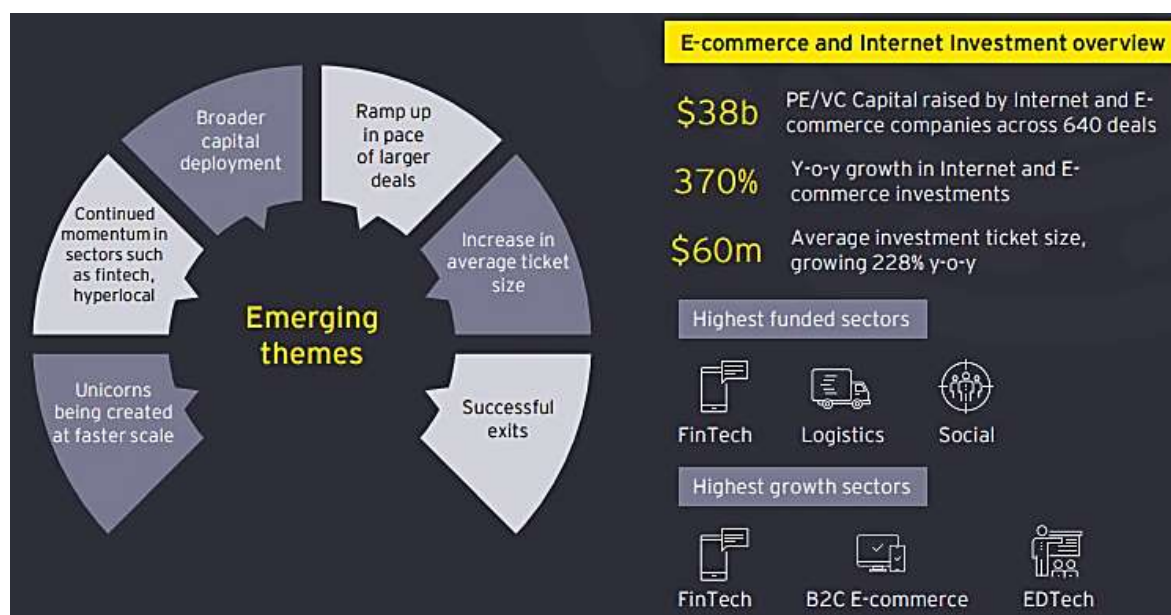 Emerging
themes
Unicorns
being created
at faster scale
Continued
momentum in
sectors such
as fintech,
hyperlocal
Broader
capital
deployment
Ramp up
in pace
of larger
deals
Increase in
average ticket
size
Successful
exits
E-commerce and Internet Investment overview
$38b
PE/VC Capital raised by Internet and E-
commerce companies across 640 deals
370%
Y-o-y growth in Internet and E-
commerce investments
$60m
Average investment ticket size,
growing 228% y-o-y
Highest funded sectors
FinTech
Logistics
Social
Highest growth sectors
FinTech
B2C E-commerce
EDTech